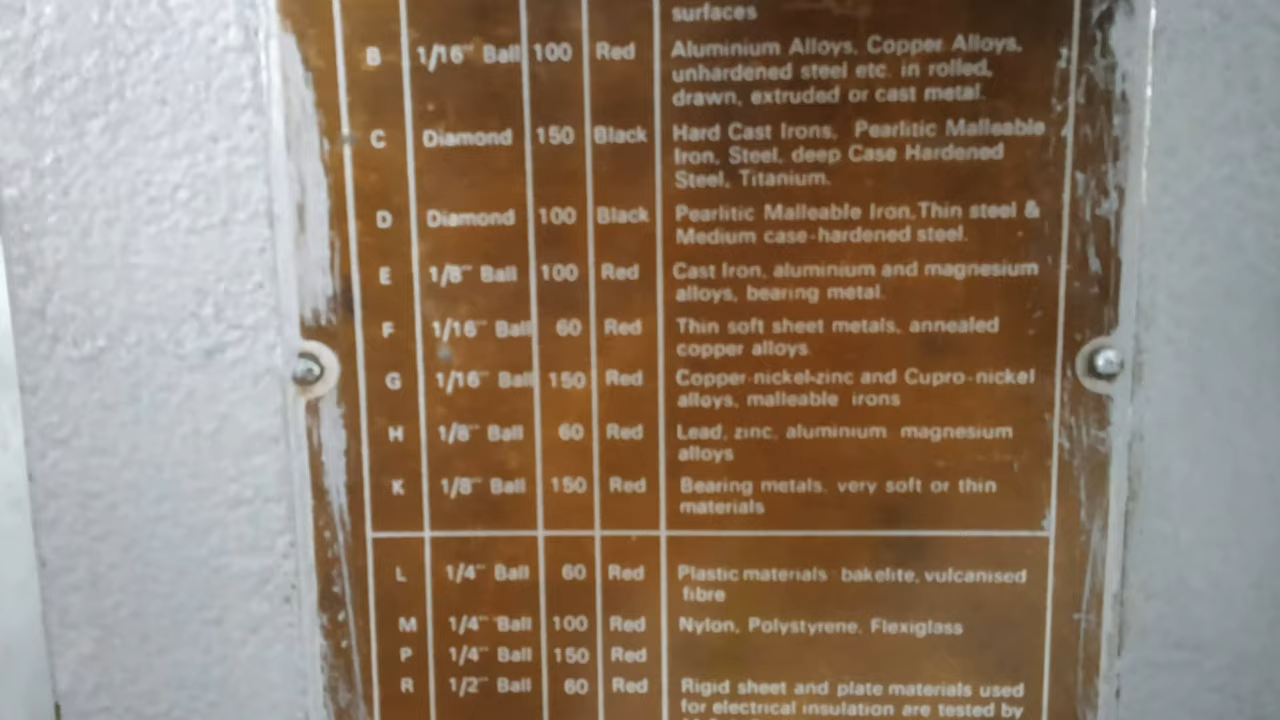 surfaces
B 1/16" Ball 100 Red Aluminium Alloys, Copper Alloys,
unhardened steel etc. in rolled,
drawn, extruded or cast metal.
C Diamond 150 Black Hard Cast Irons, Pearlitic Malleable
Iron, Steel, deep Case Hardened
Steel, Titanium.
D Diamond 100 Black Pearlitic Malleable Iron, Thin steel &
Medium case-hardened steel.
E 1/8" Ball 100 Red Cast Iron, aluminium and magnesium
alloys, bearing metal.
F 1/16" Ball 60 Red Thin soft sheet metals, annealed
copper alloys
G 1/16" Ball 150 Red Copper-nickel-zinc and Cupro-nickel
alloys, malleable irons
H 1/8" Ball 60 Red Lead, zinc, aluminium magnesium
alloys
K 1/8" Ball 150 Red Bearing metals, very soft or thin
materials
L 1/4" Ball 60 Red Plastic materials bakelite, vulcanised
fibre
M 1/4" Ball 100 Red Nylon, Polystyrene, Flexiglass
P 1/4" Ball 150 Red
R 1/2" Ball 60 Red Rigid sheet and plate materials used
for electrical insulation are tested by